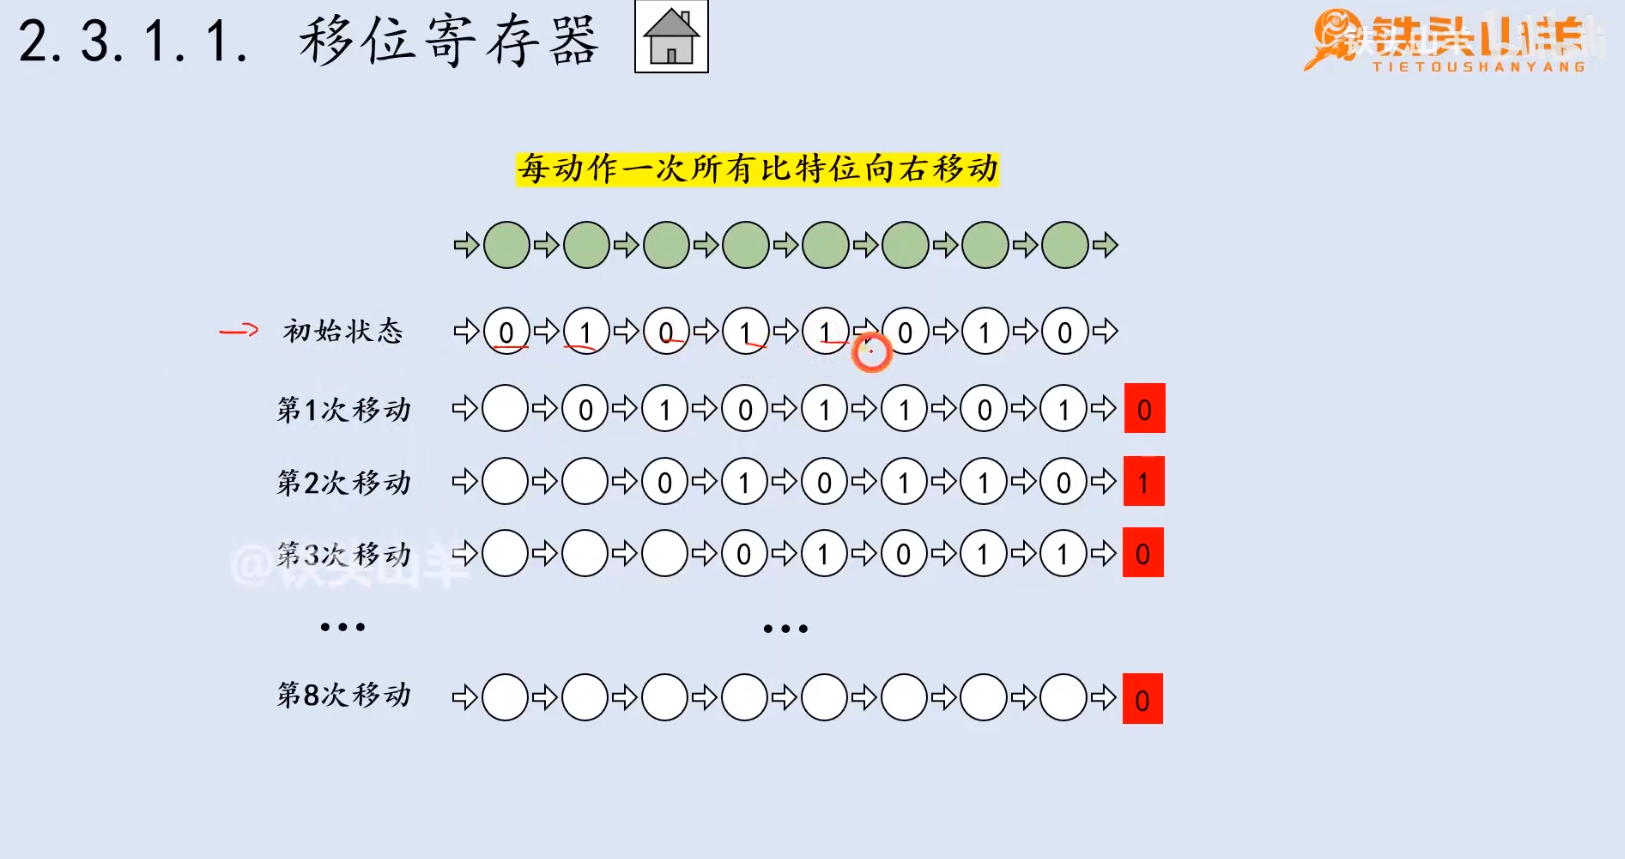 2.3.1.1. 移位寄存器
铁头山羊
TIETOUSHANYANG
每动作一次所有比特位向右移动
初始状态 0 1 0 1 1 0 1 0
第1次移动 0 1 0 1 1 0 1 0
第2次移动 0 1 0 1 1 0 1
第3次移动 0 1 0 1 1 0
@铁头山羊
... ...
第8次移动 0